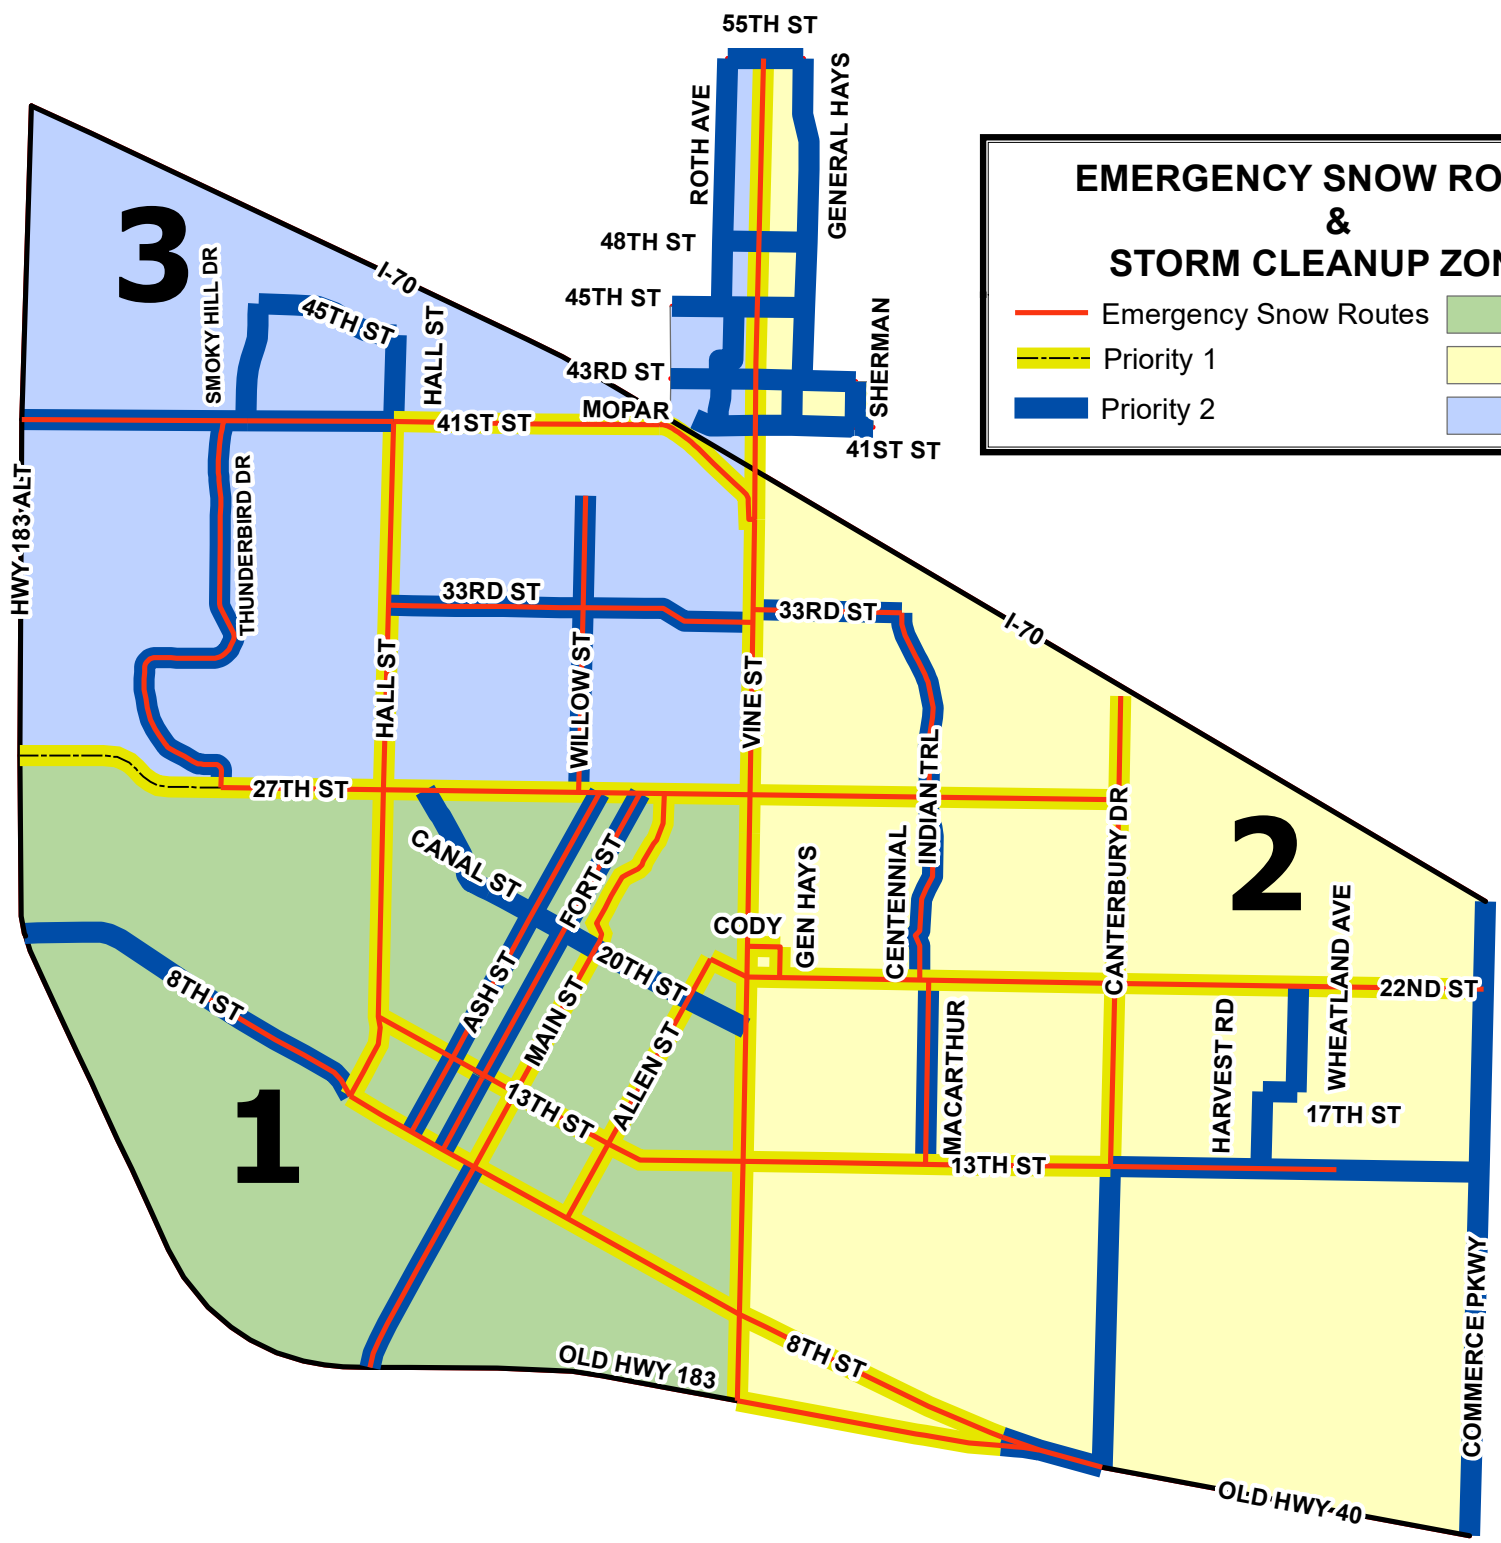 55TH ST
ROTH AVE
GENERAL HAYS
EMERGENCY SNOW RO
&
STORM CLEANUP ZON
Emergency Snow Routes
Priority 1
Priority 2
3
SMOKY HILL DR
45TH ST
HALL ST
I-70
48TH ST
45TH ST
43RD ST
SHERMAN
MOPAR
41ST ST
41ST ST
HWY 183 ALT
THUNDERBIRD DR
33RD ST
33RD ST
I-70
HALL ST
WILLOW ST
VINE ST
INDIAN TRL
27TH ST
CANTERBURY DR
2
CANAL ST
FORT ST
CODY
GEN HAYS
CENTENNIAL
WHEATLAND AVE
8TH ST
ASH ST
MAIN ST
20TH ST
22ND ST
ALLEN ST
MACARTHUR
HARVEST RD
13TH ST
17TH ST
1
13TH ST
OLD HWY 183
8TH ST
COMMERCE PKWY
OLD HWY 40